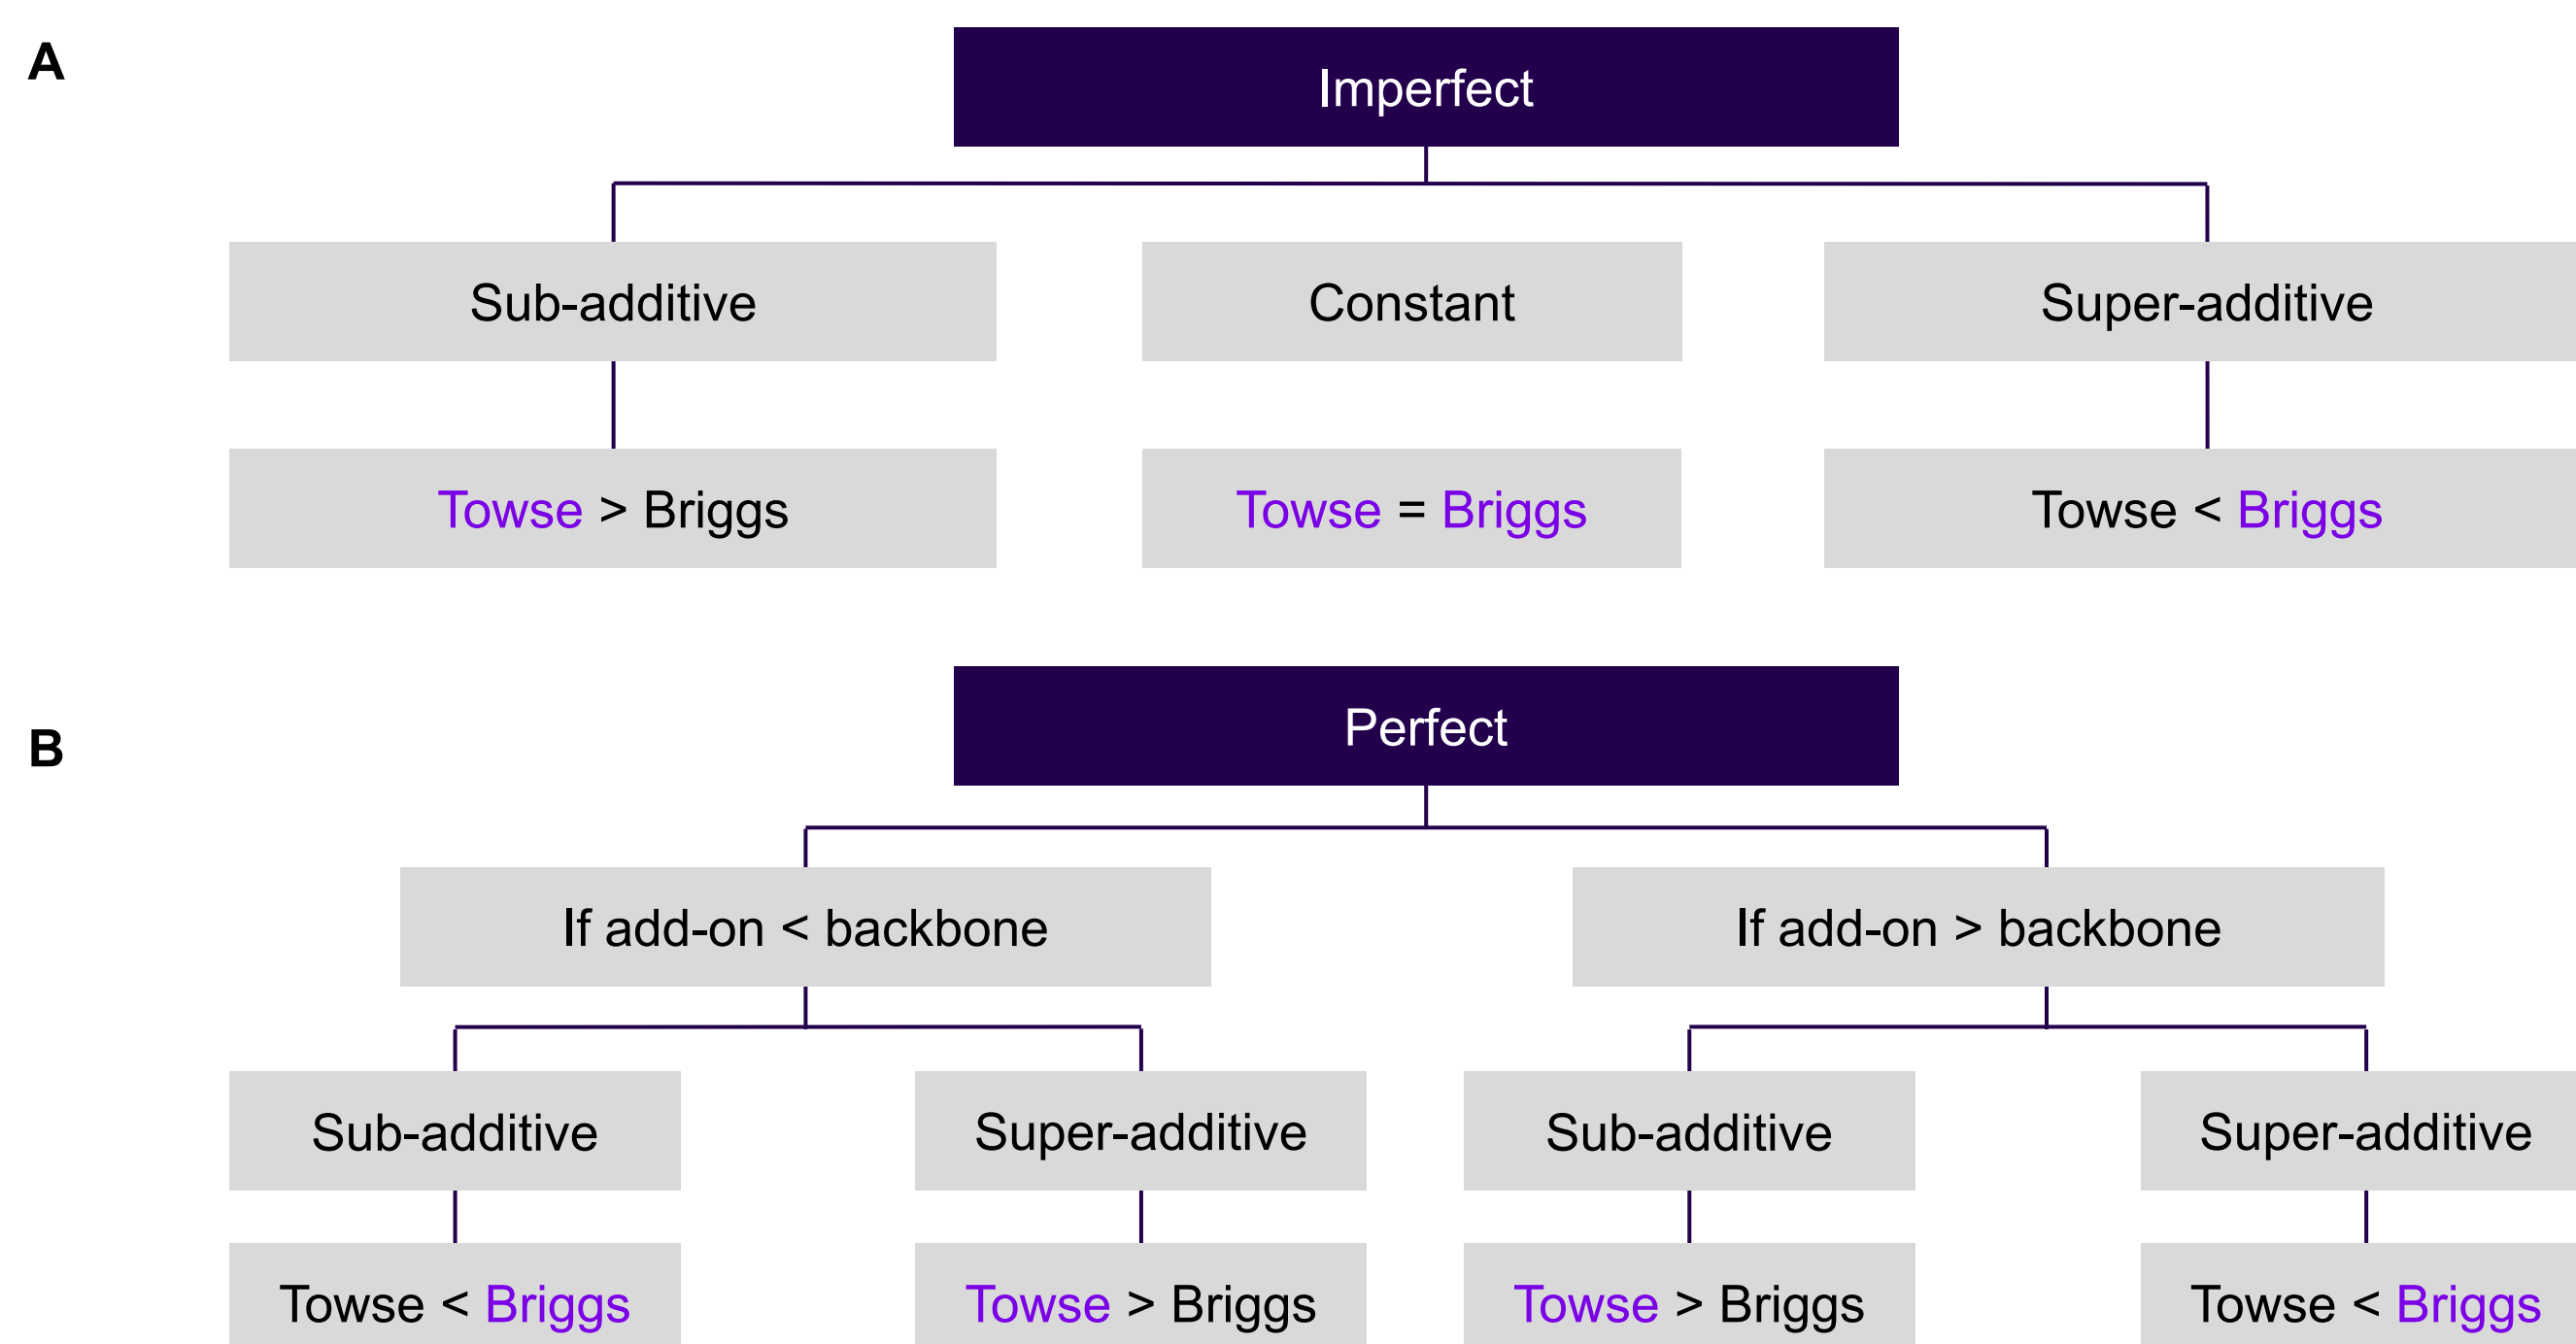 A
Imperfect
Sub-additive
Constant
Super-additive
Towse > Briggs
Towse = Briggs
Towse < Briggs
B
Perfect
If add-on < backbone
If add-on > backbone
Sub-additive
Super-additive
Sub-additive
Super-additive
Towse < Briggs
Towse > Briggs
Towse > Briggs
Towse < Briggs